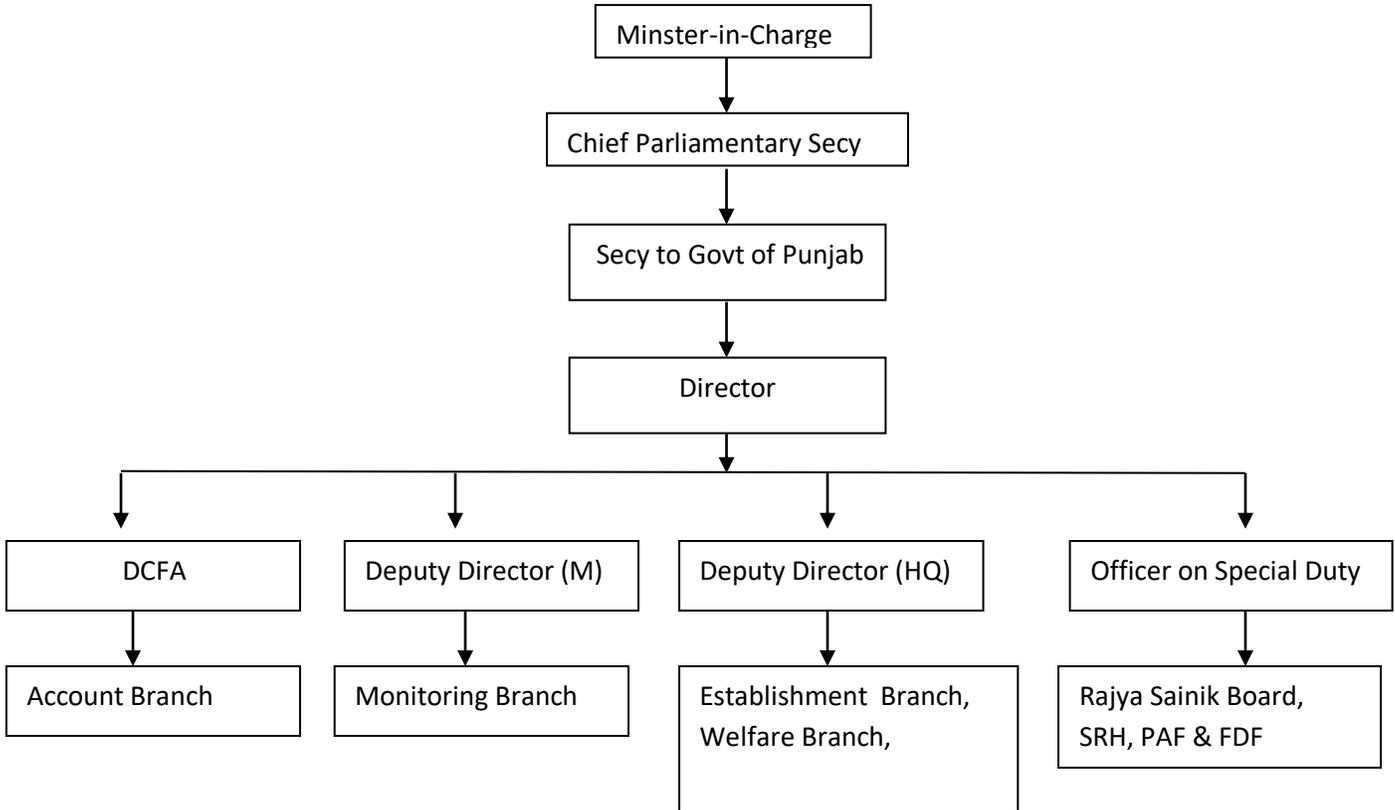 Minster-in-Charge
Chief Parliamentary Secy
Secy to Govt of Punjab
Director
DCFA
Deputy Director (M)
Deputy Director (HQ)
Officer on Special Duty
Account Branch
Monitoring Branch
Establishment  Branch,
Welfare Branch,
Rajya Sainik Board,
SRH, PAF & FDF